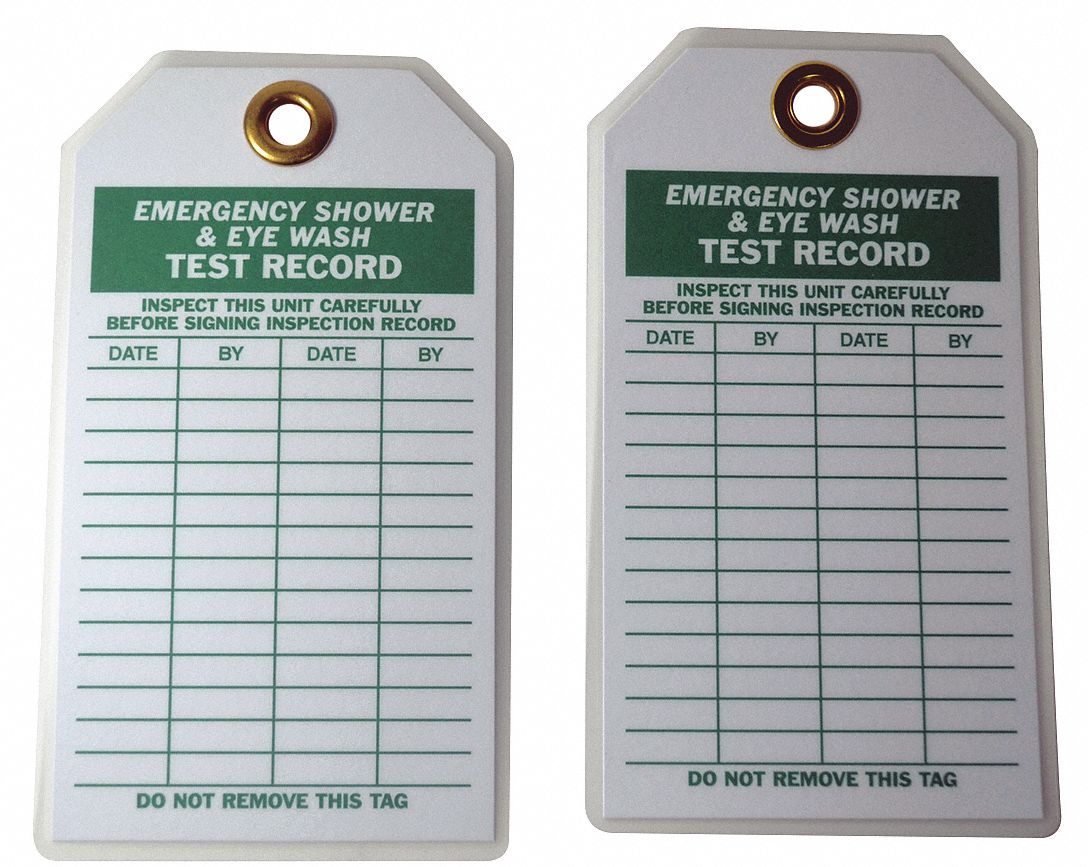 EMERGENCY SHOWER
& EYE WASH
TEST RECORD
INSPECT THIS UNIT CAREFULLY
BEFORE SIGNING INSPECTION RECORD
DATE BY DATE BY
DO NOT REMOVE THIS TAG
EMERGENCY SHOWER
& EYE WASH
TEST RECORD
INSPECT THIS UNIT CAREFULLY
BEFORE SIGNING INSPECTION RECORD
DATE BY DATE BY
DO NOT REMOVE THIS TAG